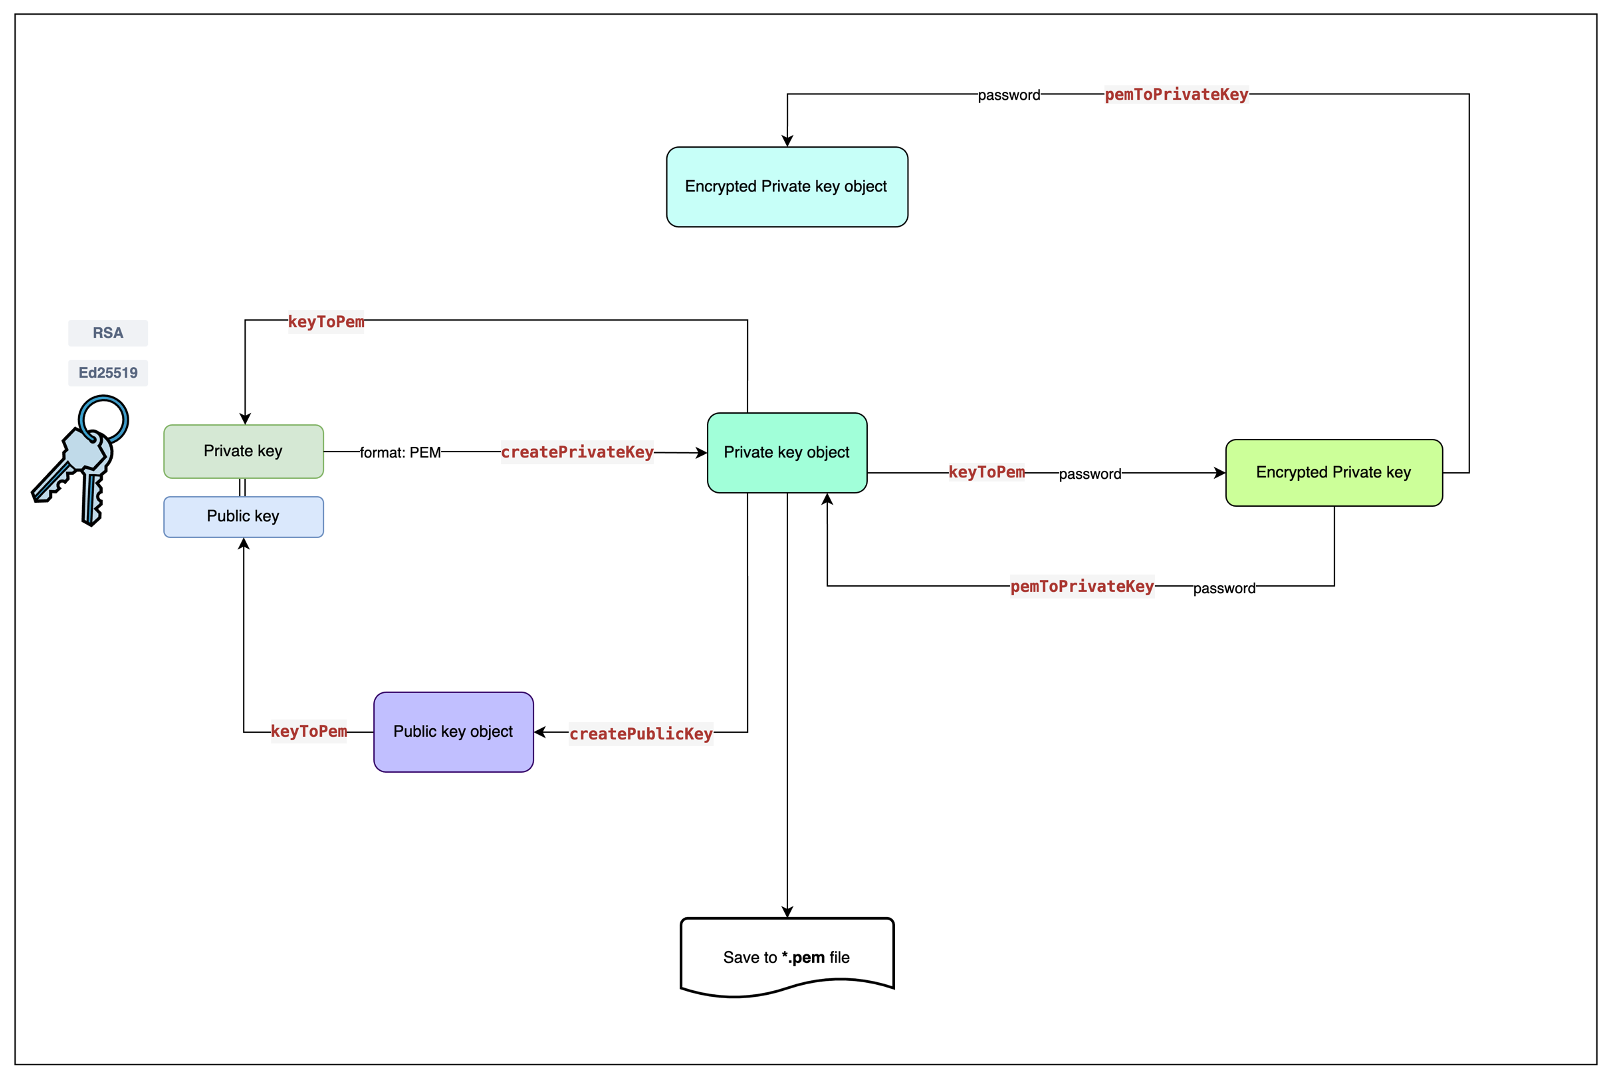 password
pemToPrivateKey
Encrypted Private key object
keyToPem
RSA
Ed25519
Private key
format: PEM
createPrivateKey
Private key object
keyToPem
password
Encrypted Private key
Public key
pemToPrivateKey
password
keyToPem
Public key object
createPublicKey
Save to *.pem file